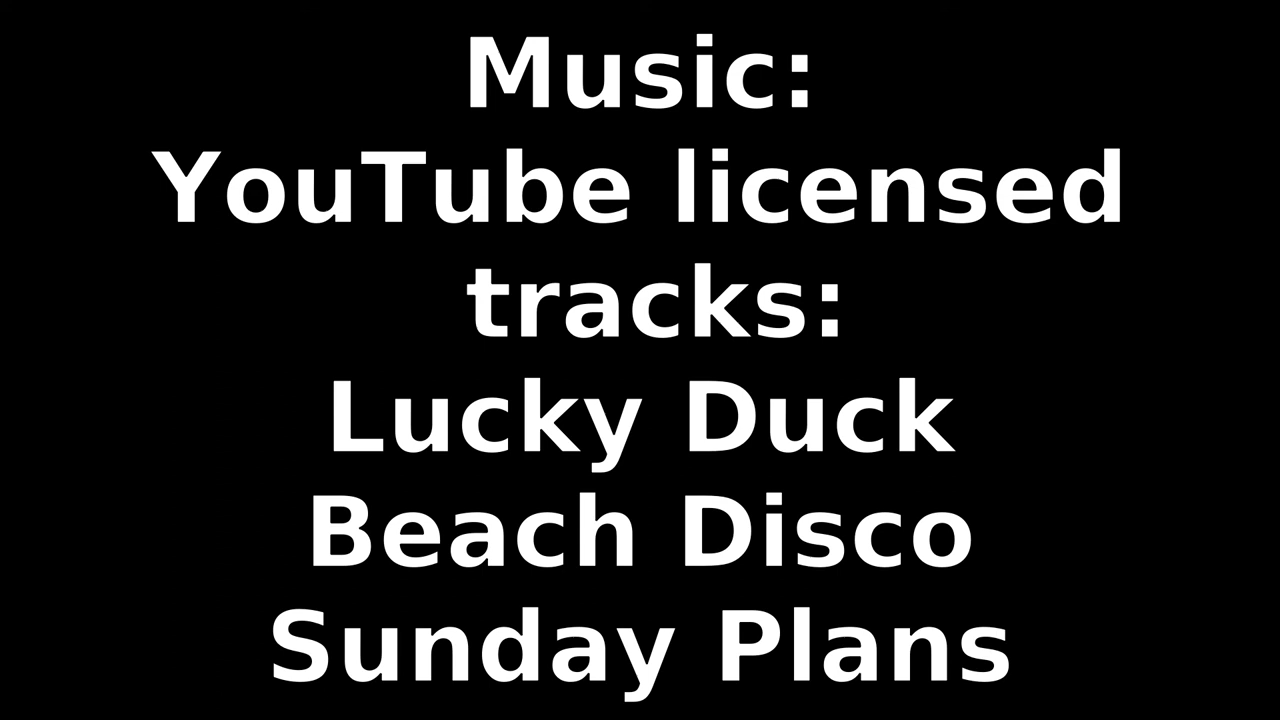 Music:
YouTube licensed
tracks:
Lucky Duck
Beach Disco
Sunday Plans